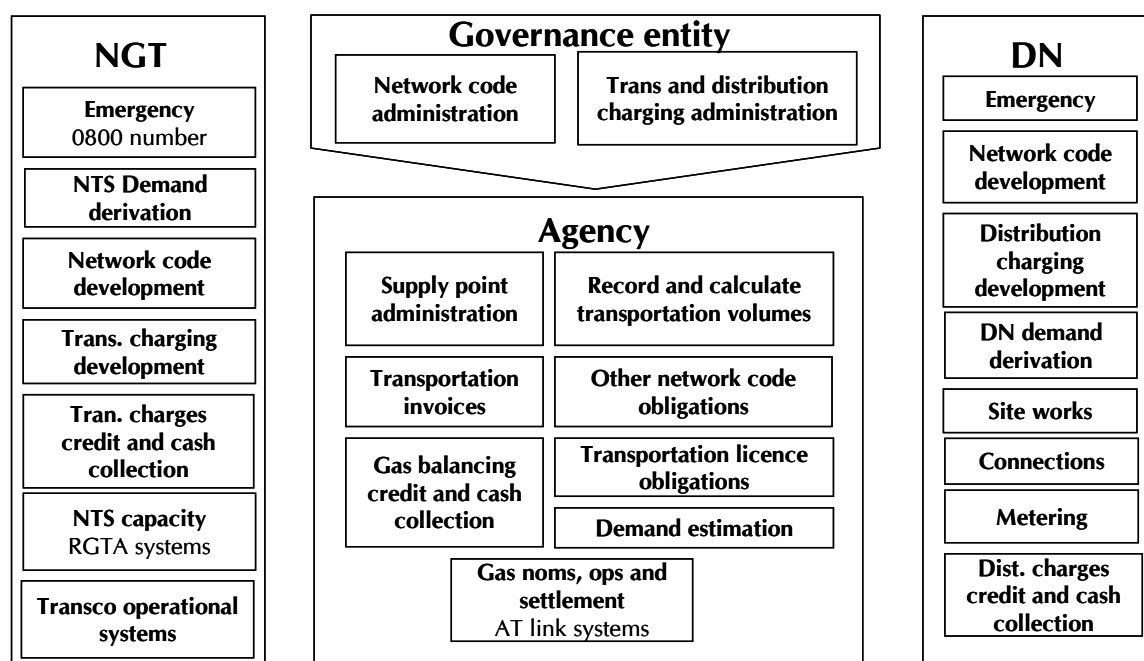 NGT
Emergency
0800 number
NTS Demand
derivation
Network code
development
Trans. charging
development
Tran. charges
credit and cash
collection
NTS capacity
RGTA systems
Transco operational
systems
Governance entity
Network code
administration
Trans and distribution
charging administration
Agency
Supply point
administration
Record and calculate
transportation volumes
Transportation
invoices
Other network code
obligations
Gas balancing
credit and cash
collection
Transportation licence
obligations
Demand estimation
Gas noms, ops and
settlement
AT link systems
DN
Emergency
Network code
development
Distribution
charging
development
DN demand
derivation
Site works
Connections
Metering
Dist. charges
credit and cash
collection